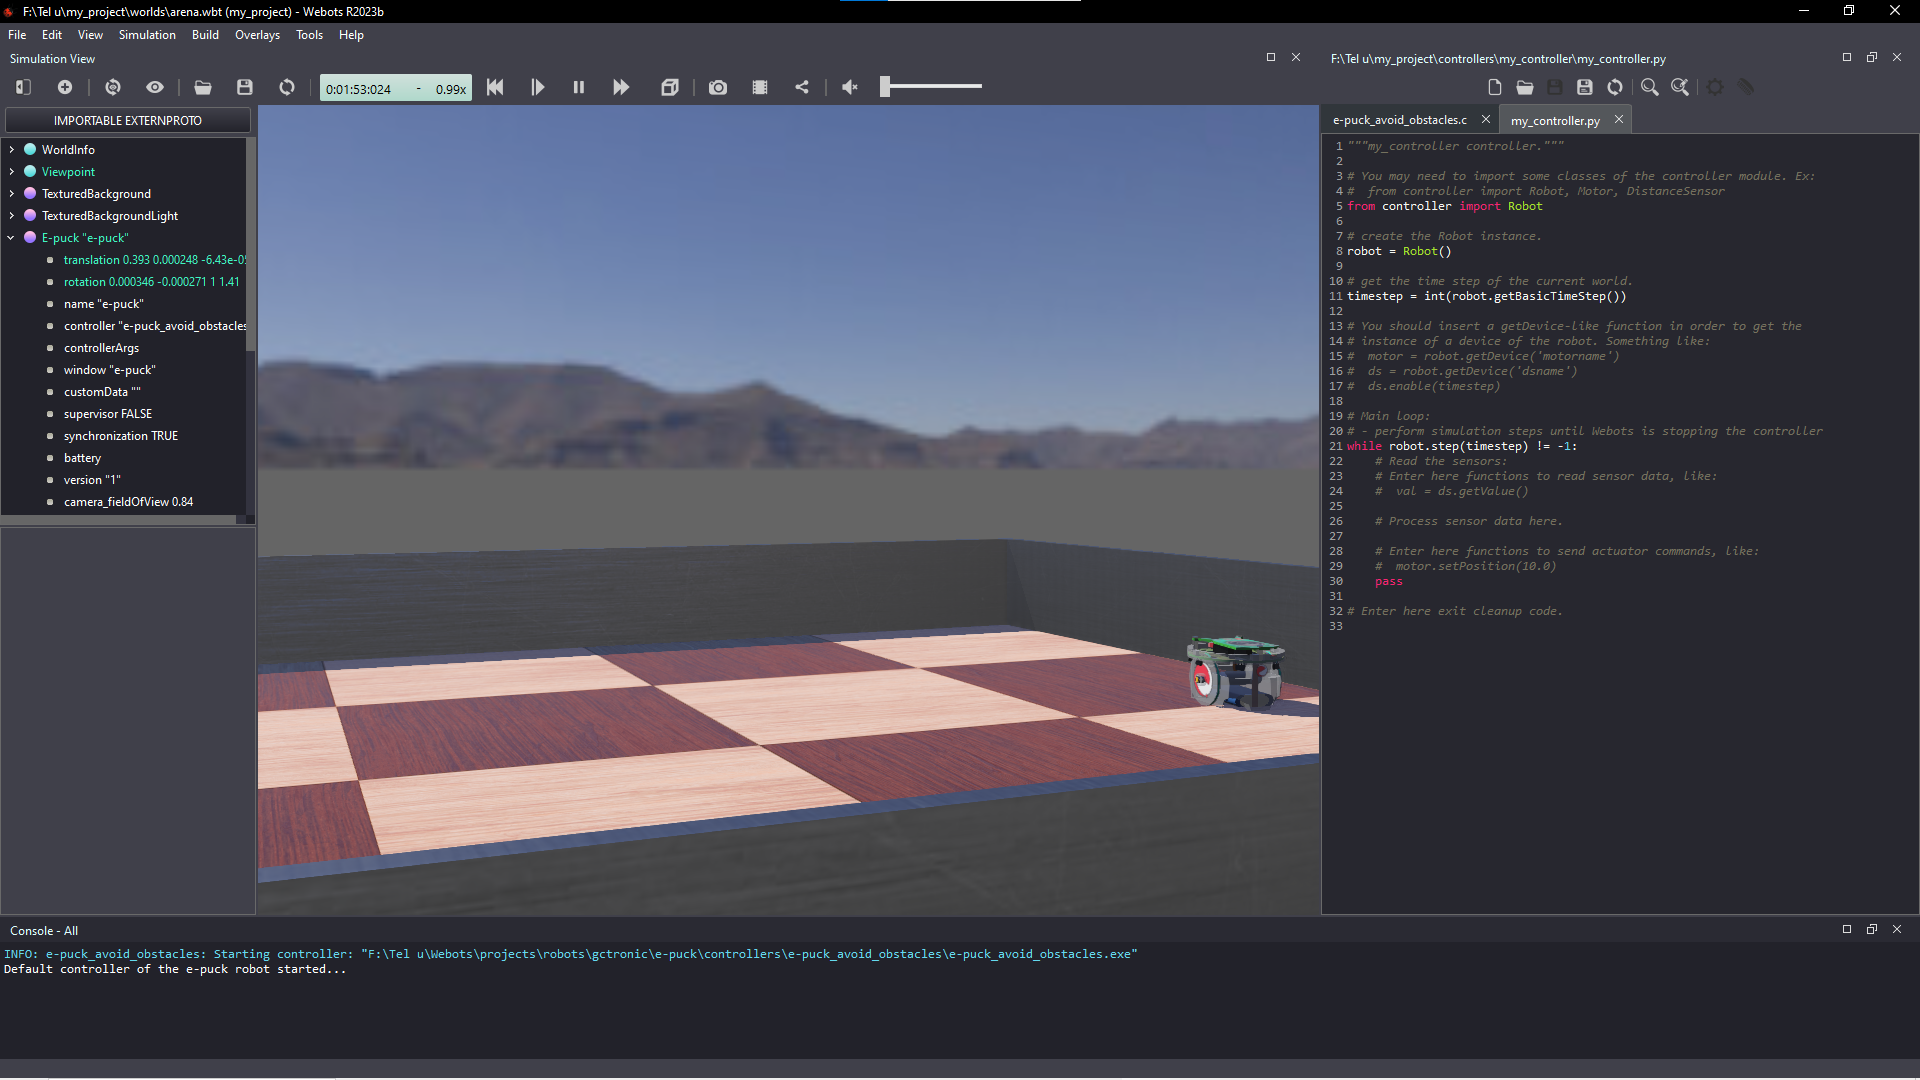 F:\Tel u\my_project\worlds\arena.wbt (my_project) - Webots R2023b
File Edit View Simulation Build Overlays Tools Help
Simulation View
0:01:53:024 - 0.99x
IMPORTABLE EXTERNPROTO
WorldInfo
Viewpoint
TexturedBackground
TexturedBackgroundLight
E-puck "e-puck"
translation 0.393 0.000248 -6.43e-05
rotation 0.000346 -0.000271 1 1.41
name "e-puck"
controller "e-puck_avoid_obstacles
controllerArgs
window "e-puck"
customData ""
supervisor FALSE
synchronization TRUE
battery
version "1"
camera_fieldOfView 0.84
F:\Tel u\my_project\controllers\my_controller\my_controller.py
e-puck_avoid_obstacles.c my_controller.py
1 """my_controller controller."""
2
3 # You may need to import some classes of the controller module. Ex:
4 #  from controller import Robot, Motor, DistanceSensor
5 from controller import Robot
6
7 # create the Robot instance.
8 robot = Robot()
9
10 # get the time step of the current world.
11 timestep = int(robot.getBasicTimeStep())
12
13 # You should insert a getDevice-like function in order to get the
14 # instance of a device of the robot. Something like:
15 #  motor = robot.getDevice('motorname')
16 #  ds = robot.getDevice('dsname')
17 #  ds.enable(timestep)
18
19 # Main loop:
20 # - perform simulation steps until Webots is stopping the controller
21 while robot.step(timestep) != -1:
22     # Read the sensors:
23     # Enter here functions to read sensor data, like:
24     #  val = ds.getValue()
25
26     # Process sensor data here.
27
28     # Enter here functions to send actuator commands, like:
29     #  motor.setPosition(10.0)
30     pass
31
32 # Enter here exit cleanup code.
33
Console - All
INFO: e-puck_avoid_obstacles: Starting controller: "F:\Tel u\Webots\projects\robots\gctronic\e-puck\controllers\e-puck_avoid_obstacles\e-puck_avoid_obstacles.exe"
Default controller of the e-puck robot started...